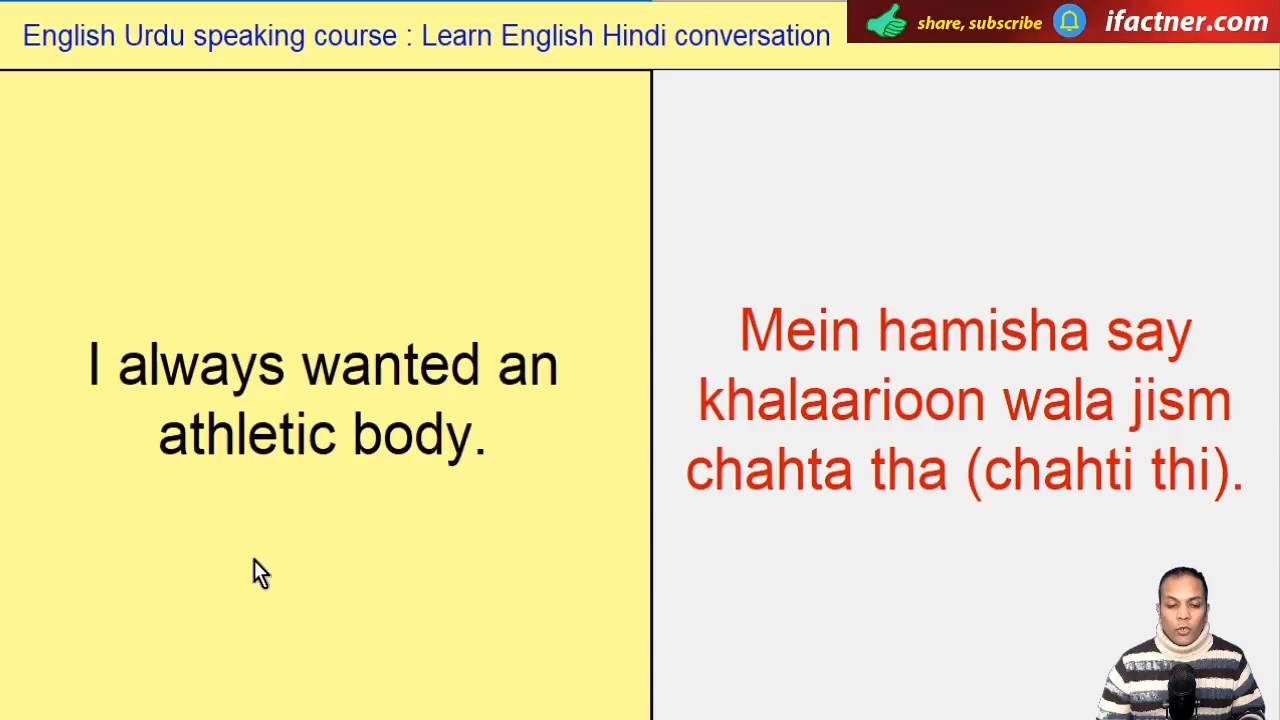 English Urdu speaking course : Learn English Hindi conversation
share, subscribe
ifactner.com
I always wanted an
athletic body.
Mein hamisha say
khalaarioon wala jism
chahta tha (chahti thi).